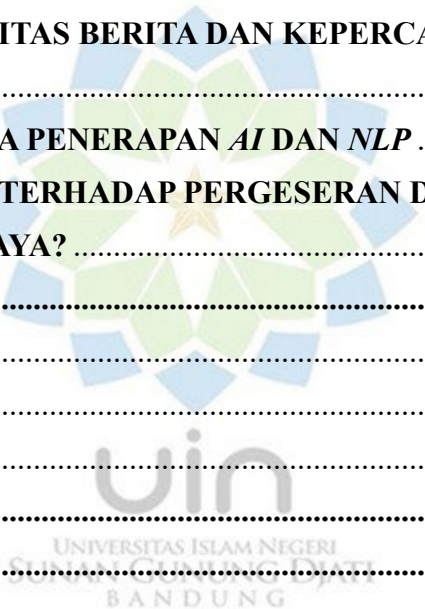 ITAS BERITA DAN KEPERCA
................................................................
A PENERAPAN AI DAN NLP .
TERHADAP PERGESERAN D
AYA? ................................................
................................................................
................................................................
................................................................
................................................................
uin
................................................................
UNIVERSITAS ISLAM NEGERI
SUNAN GUNUNG DJATI
................................................................
BANDUNG